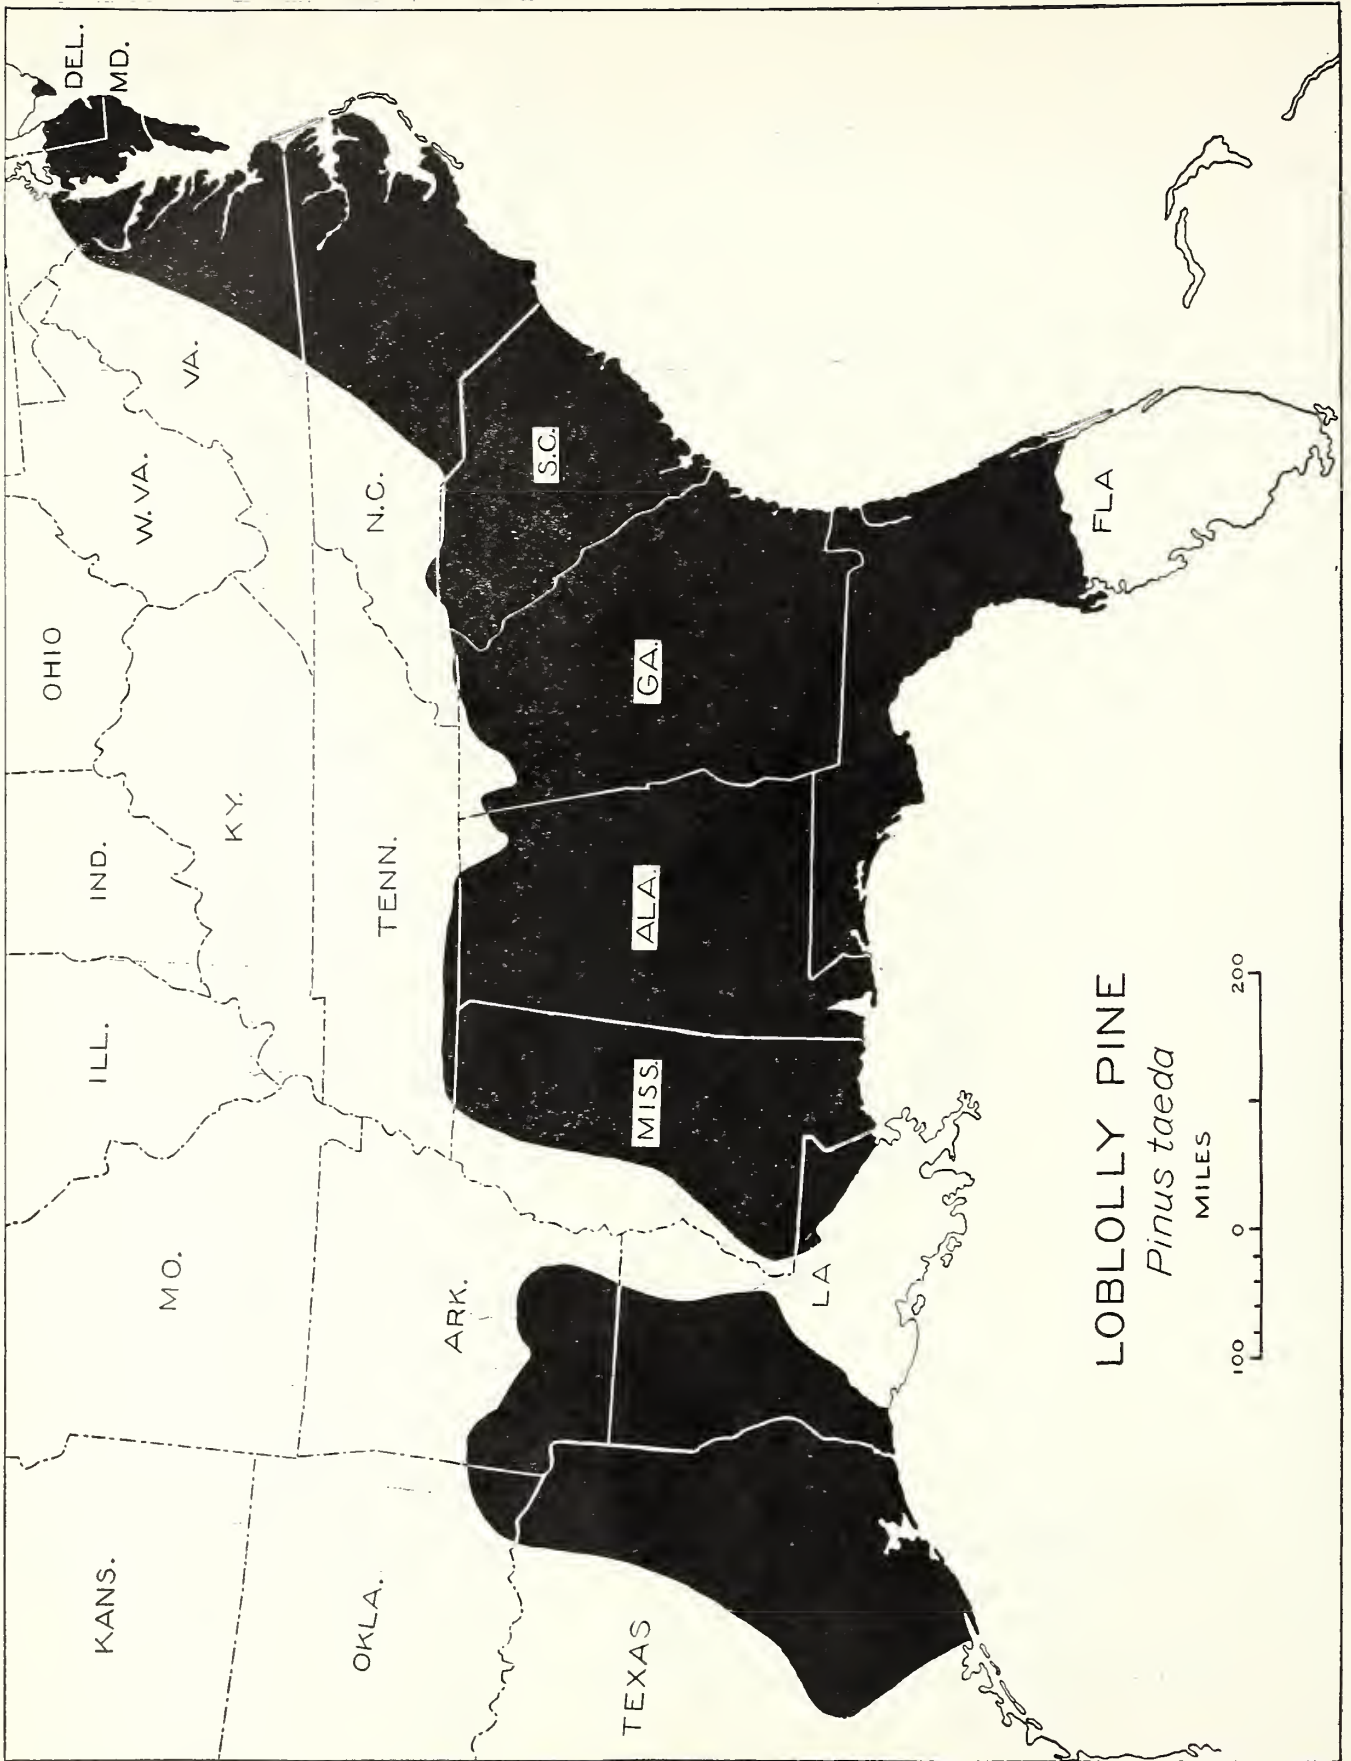 KANS.
MO.
ILL.
IND.
OHIO
W. VA.
VA.
DEL.
MD.
KY.
OKLA.
ARK.
TENN.
N.C.
S.C.
TEXAS
MISS.
ALA.
GA.
LA
FLA
LOBLOLLY PINE
Pinus taeda
MILES
100 0 200